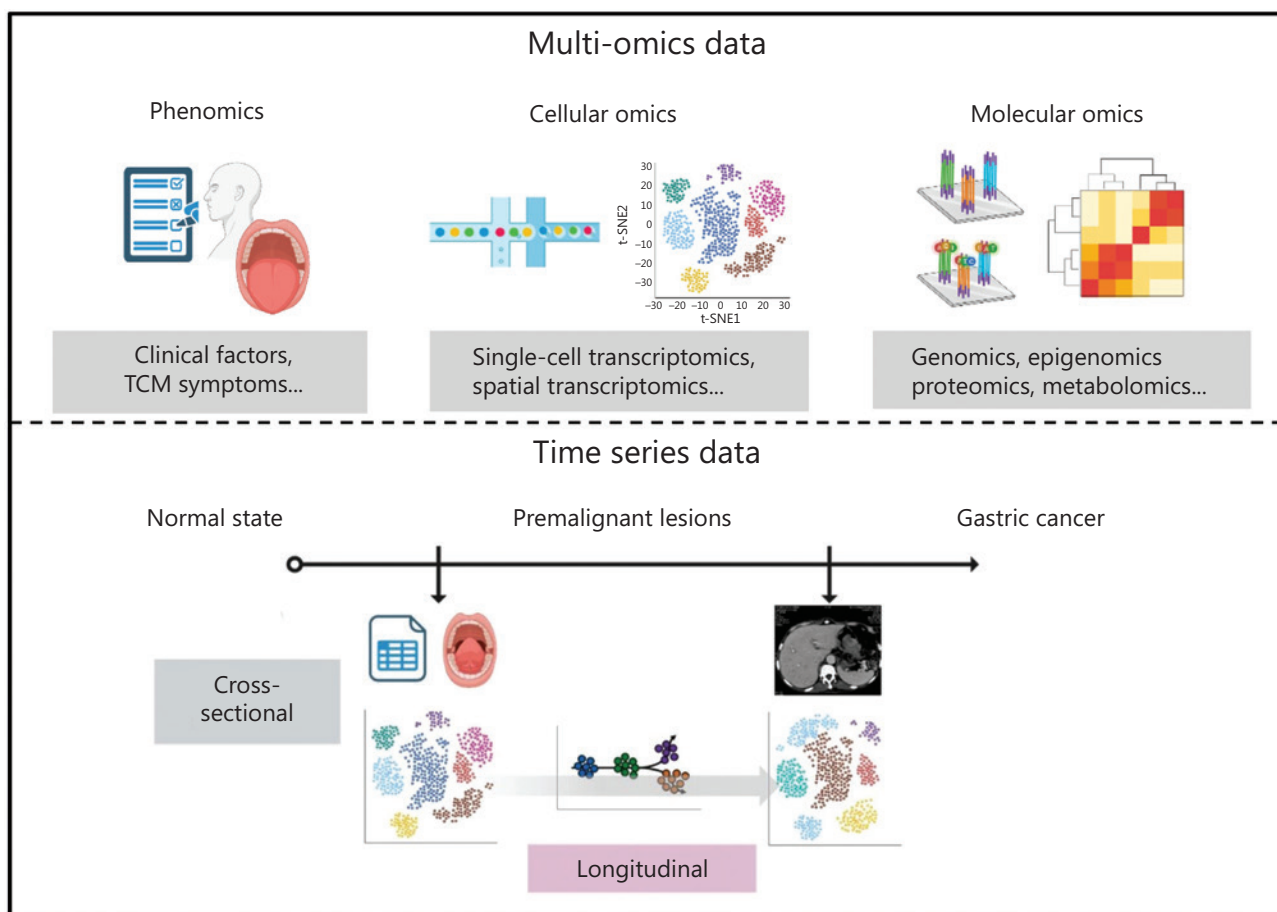 Multi-omics data
Phenomics
Cellular omics
Molecular omics
30
20
10
0
−10
−20
−30
t-SNE2
−30 −20 −10 0 10 20 30
t-SNE1
Clinical factors,
TCM symptoms...
Single-cell transcriptomics,
spatial transcriptomics...
Genomics, epigenomics
proteomics, metabolomics...
Time series data
Normal state
Premalignant lesions
Gastric cancer
Cross-
sectional
Longitudinal